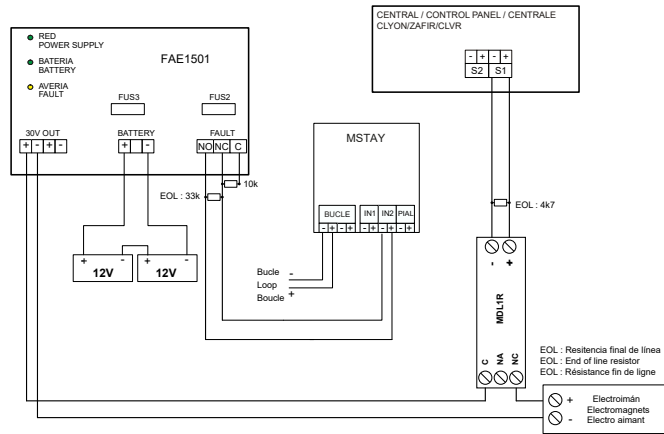 RED
POWER SUPPLY
BATERIA
BATTERY
AVERIA
FAULT
FAE1501
FUS3
FUS2
30V OUT
BATTERY
FAULT
+ - + -
+ -
NO NC C
10k
EOL : 33k
+ - + -
12V 12V
CENTRAL / CONTROL PANEL / CENTRALE
CLYON/ZAFIR/CLVR
- + - +
S2 S1
EOL : 4k7
MSTAY
BUCLE IN1 IN2 PIAL
- + - + - + - + - +
Bucle -
Loop
Boucle +
- +
MDL1R
C NA NC
EOL : Resitencia final de línea
EOL : End of line resistor
EOL : Résistance fin de ligne
+ Electroimán
Electromagnets
- Electro aimant